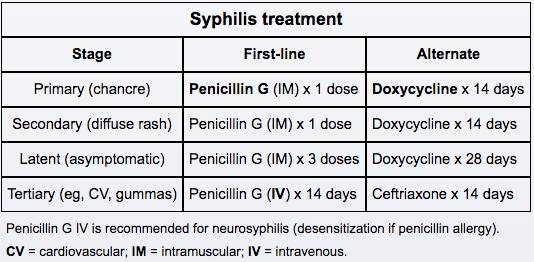 Syphilis treatment
Stage First-line Alternate
Primary (chancre) Penicillin G (IM) x 1 dose Doxycycline x 14 days
Secondary (diffuse rash) Penicillin G (IM) x 1 dose Doxycycline x 14 days
Latent (asymptomatic) Penicillin G (IM) x 3 doses Doxycycline x 28 days
Tertiary (eg, CV, gummas) Penicillin G (IV) x 14 days Ceftriaxone x 14 days
Penicillin G IV is recommended for neurosyphilis (desensitization if penicillin allergy).
CV = cardiovascular; IM = intramuscular; IV = intravenous.